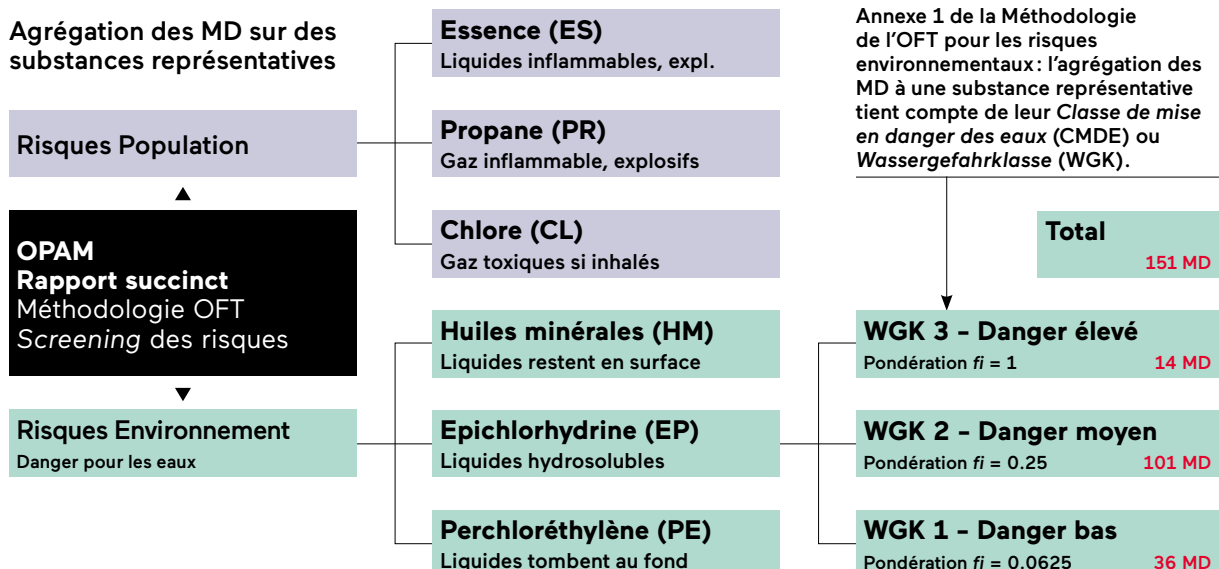 Agrégation des MD sur des
substances représentatives
Risques Population
OPAM
Rapport succinct
Méthodologie OFT
Screening des risques
Risques Environnement
Danger pour les eaux
Essence (ES)
Liquides inflammables, expl.
Propane (PR)
Gaz inflammable, explosifs
Chlore (CL)
Gaz toxiques si inhalés
Huiles minérales (HM)
Liquides restent en surface
Epichlorhydrine (EP)
Liquides hydrosolubles
Perchloréthylène (PE)
Liquides tombent au fond
Annexe 1 de la Méthodologie
de l’OFT pour les risques
environnementaux : l’agrégation des
MD à une substance représentative
tient compte de leur Classe de mise
en danger des eaux (CMDE) ou
Wassergefahrklasse (WGK).
Total
151 MD
WGK 3 – Danger élevé
Pondération fi = 1 14 MD
WGK 2 – Danger moyen
Pondération fi = 0.25 101 MD
WGK 1 – Danger bas
Pondération fi = 0.0625 36 MD